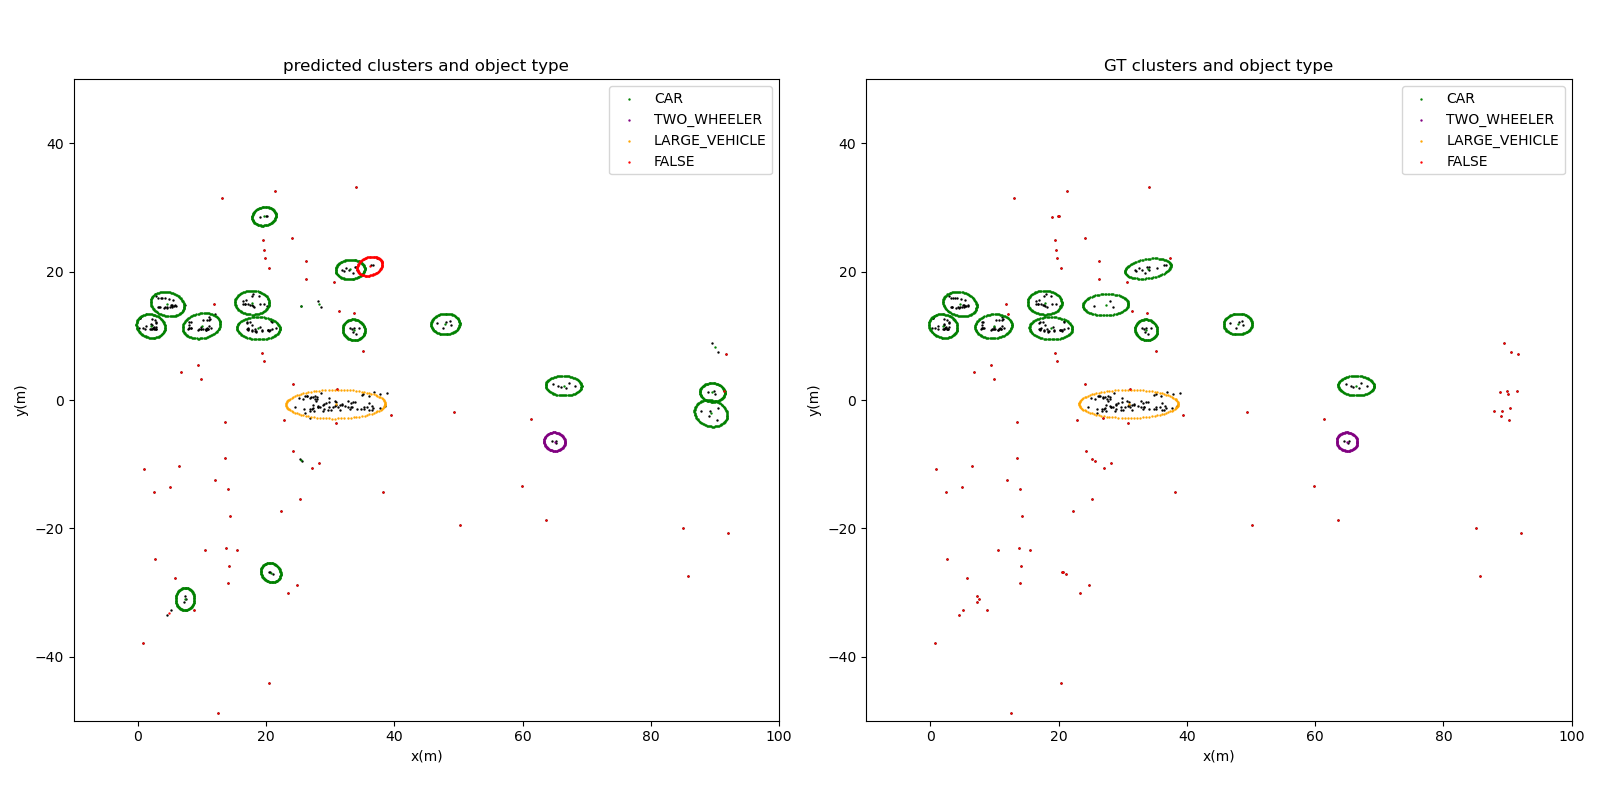 predicted clusters and object type
CAR
TWO_WHEELER
LARGE_VEHICLE
FALSE
40
20
0
−20
−40
y(m)
0
20
40
60
80
100
x(m)
GT clusters and object type
CAR
TWO_WHEELER
LARGE_VEHICLE
FALSE
40
20
0
−20
−40
y(m)
0
20
40
60
80
100
x(m)